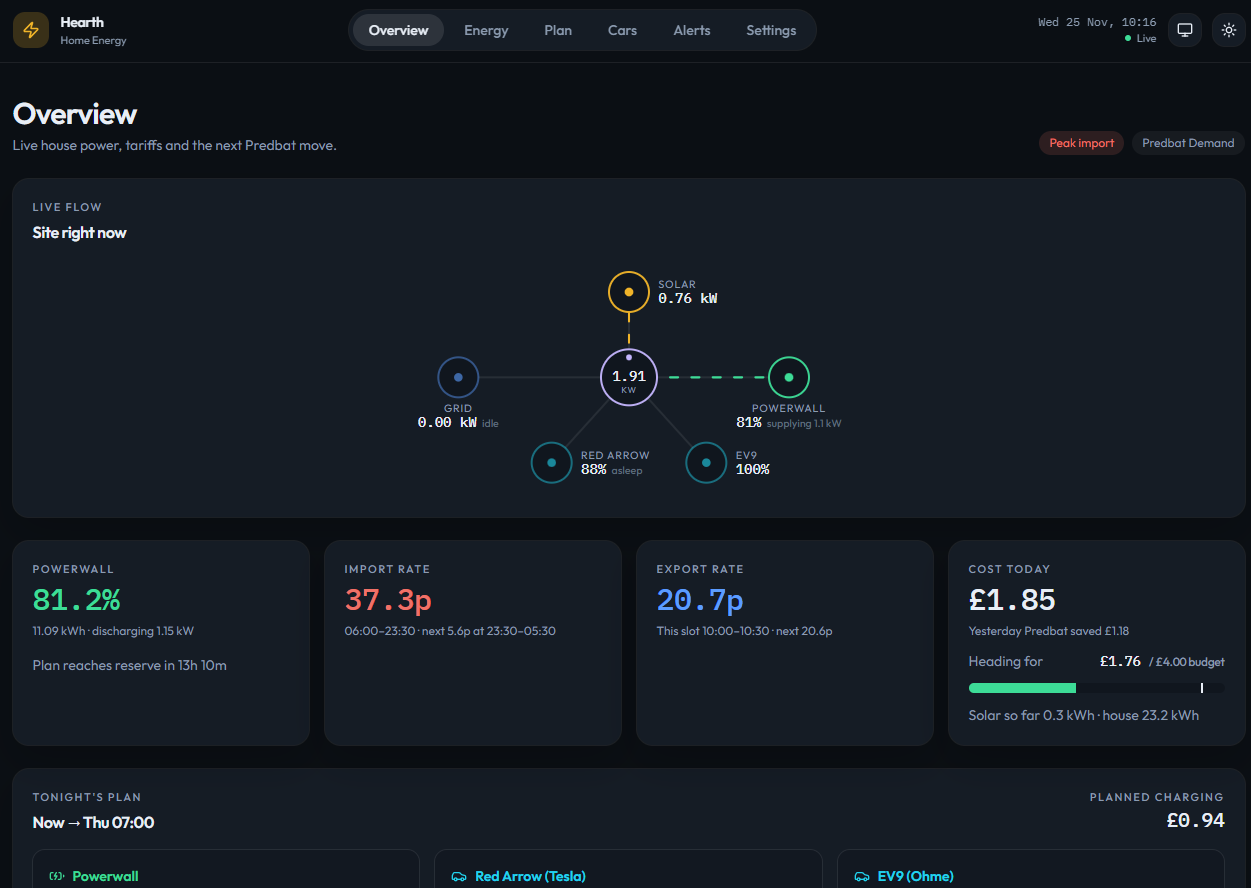 Hearth
Home Energy
Overview
Energy
Plan
Cars
Alerts
Settings
Wed 25 Nov, 10:16
Live
Overview
Live house power, tariffs and the next Predbat move.
Peak import
Predbat Demand
LIVE FLOW
Site right now
SOLAR
0.76 kW
1.91
KW
GRID
0.00 kW idle
POWERWALL
81% supplying 1.1 kW
RED ARROW
88% asleep
EV9
100%
POWERWALL
81.2%
11.09 kWh · discharging 1.15 kW
Plan reaches reserve in 13h 10m
IMPORT RATE
37.3p
06:00–23:30 · next 5.6p at 23:30–05:30
EXPORT RATE
20.7p
This slot 10:00–10:30 · next 20.6p
COST TODAY
£1.85
Yesterday Predbat saved £1.18
Heading for £1.76 / £4.00 budget
Solar so far 0.3 kWh · house 23.2 kWh
TONIGHT'S PLAN
Now → Thu 07:00
PLANNED CHARGING
£0.94
Powerwall
Red Arrow (Tesla)
EV9 (Ohme)